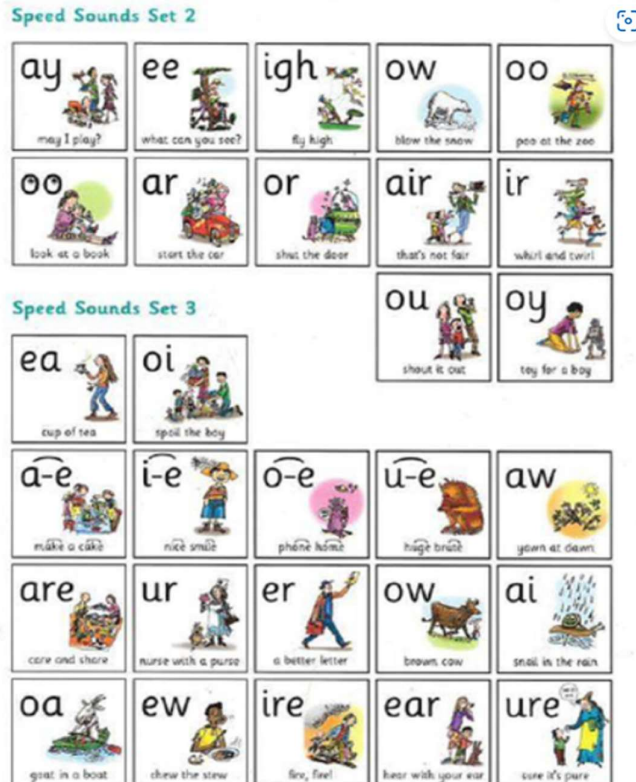 Speed Sounds Set 2
ay ee igh ow oo
may I play? what can you see? fly high blow the snow poo at the zoo
oo ar or air ir
look at a book start the car shut the door that's not fair whirl and twirl
ou oy
shout it out toy for a boy
Speed Sounds Set 3
ea oi
cup of tea spoil the boy
a-e i-e o-e u-e aw
make a cake nice smile phone home huge brute yawn at dawn
are ur er ow ai
care and share nurse with a purse a better letter brown cow snail in the rain
oa ew ire ear ure
goat in a boat chew the stew fire, fire! hear with your ear sure it's pure